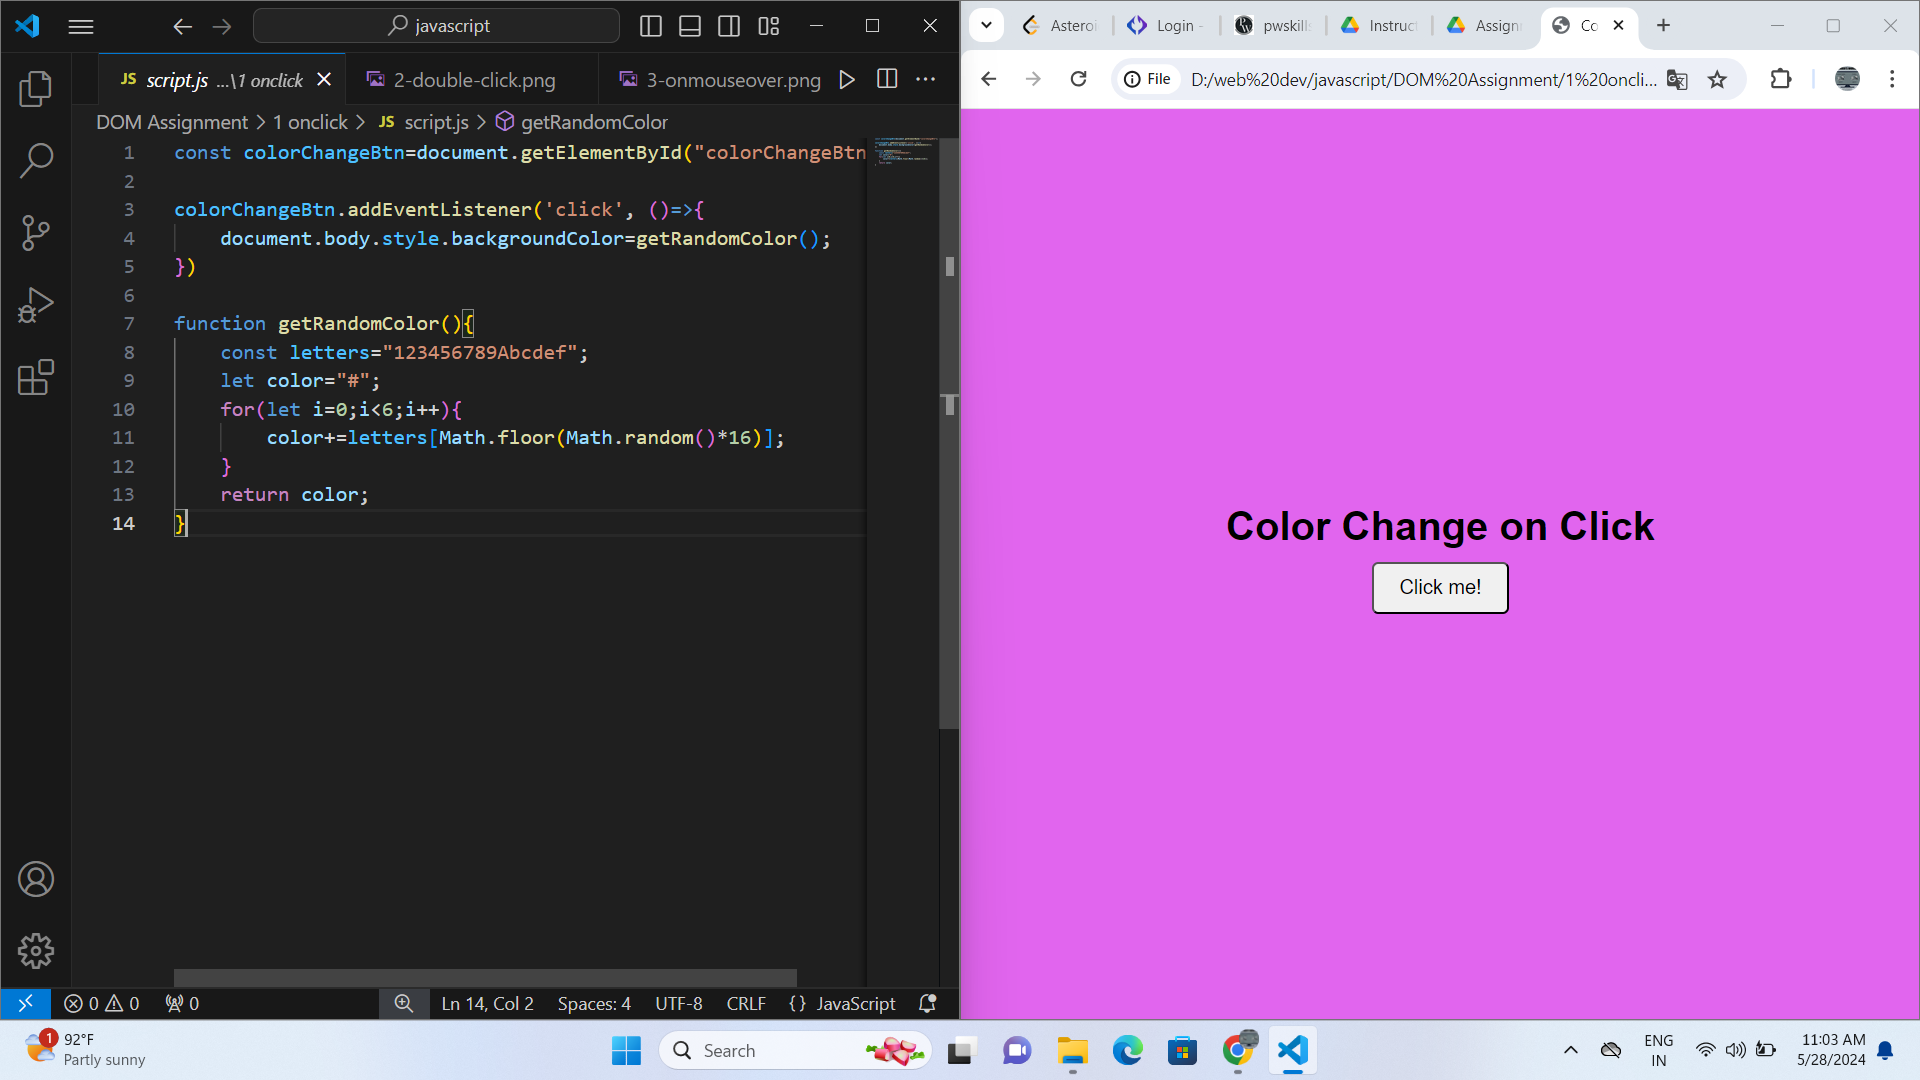 javascript
JS script.js ...\1 onclick
2-double-click.png
3-onmouseover.png
DOM Assignment > 1 onclick > JS script.js > getRandomColor
1 const colorChangeBtn=document.getElementById("colorChangeBtn
2
3 colorChangeBtn.addEventListener('click', ()=>{
4 document.body.style.backgroundColor=getRandomColor();
5 })
6
7 function getRandomColor(){
8 const letters="123456789Abcdef";
9 let color="#";
10 for(let i=0;i<6;i++){
11 color+=letters[Math.floor(Math.random()*16)];
12 }
13 return color;
14 }
0 0 0
Ln 14, Col 2 Spaces: 4 UTF-8 CRLF {} JavaScript
Asteroi
Login -
pwskills
Instruct
Assignm
Co
File D:/web%20dev/javascript/DOM%20Assignment/1%20oncli...
Color Change on Click
Click me!
1
92°F
Partly sunny
Search
ENG
IN
11:03 AM
5/28/2024